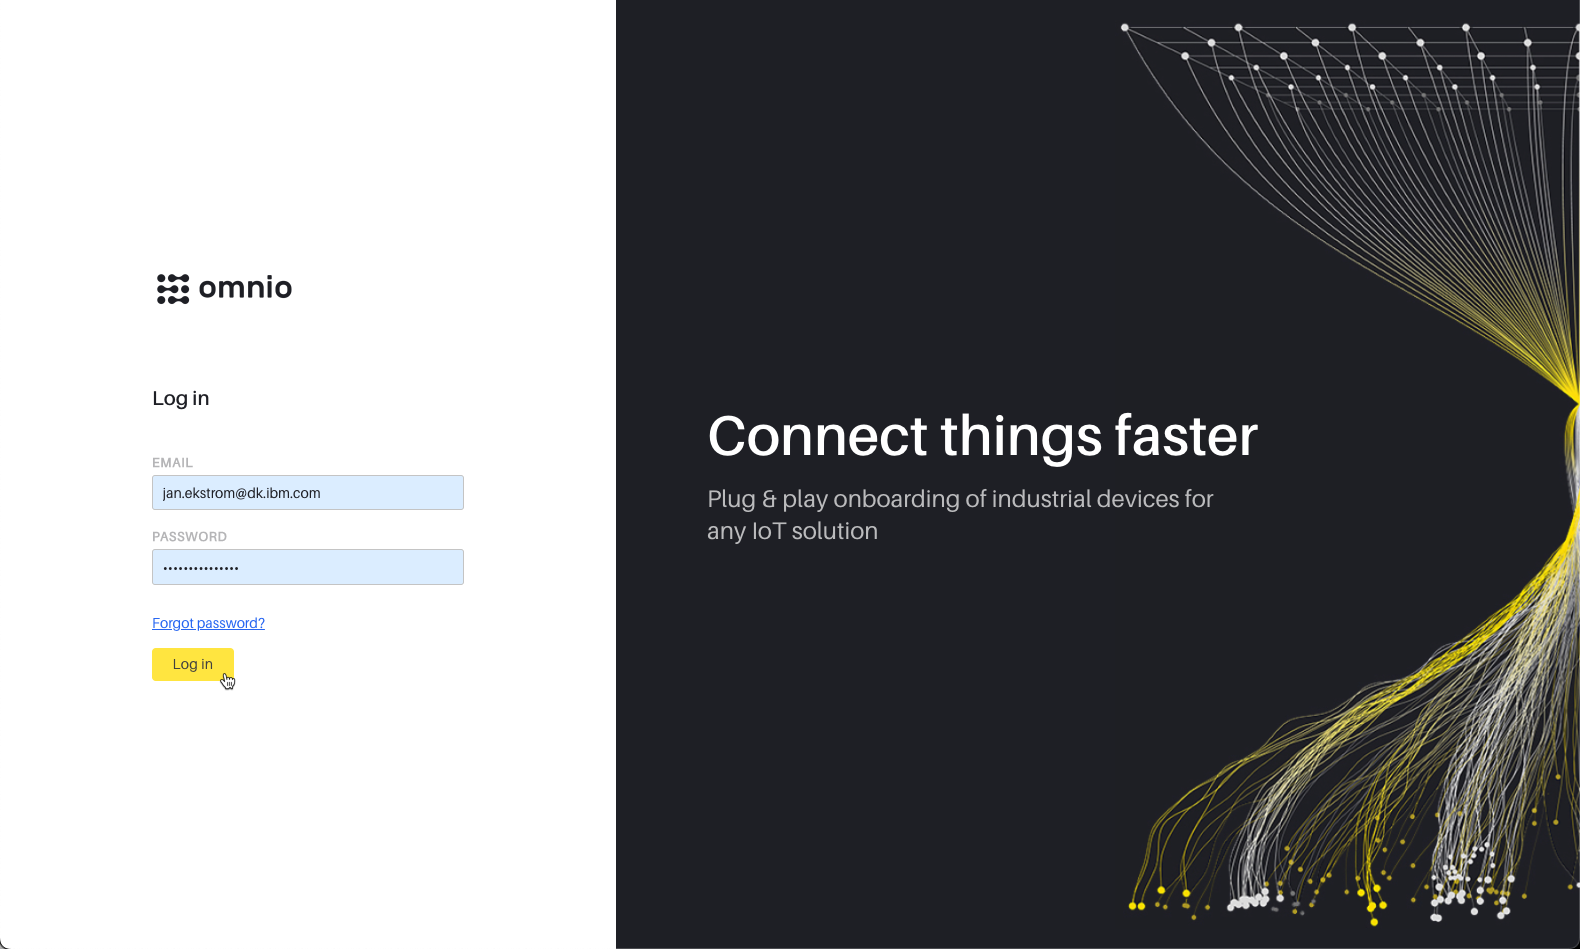 omnio
Log in
EMAIL
jan.ekstrom@dk.ibm.com
PASSWORD
•••••••••••••••
Forgot password?
Log in
Connect things faster
Plug & play onboarding of industrial devices for
any IoT solution